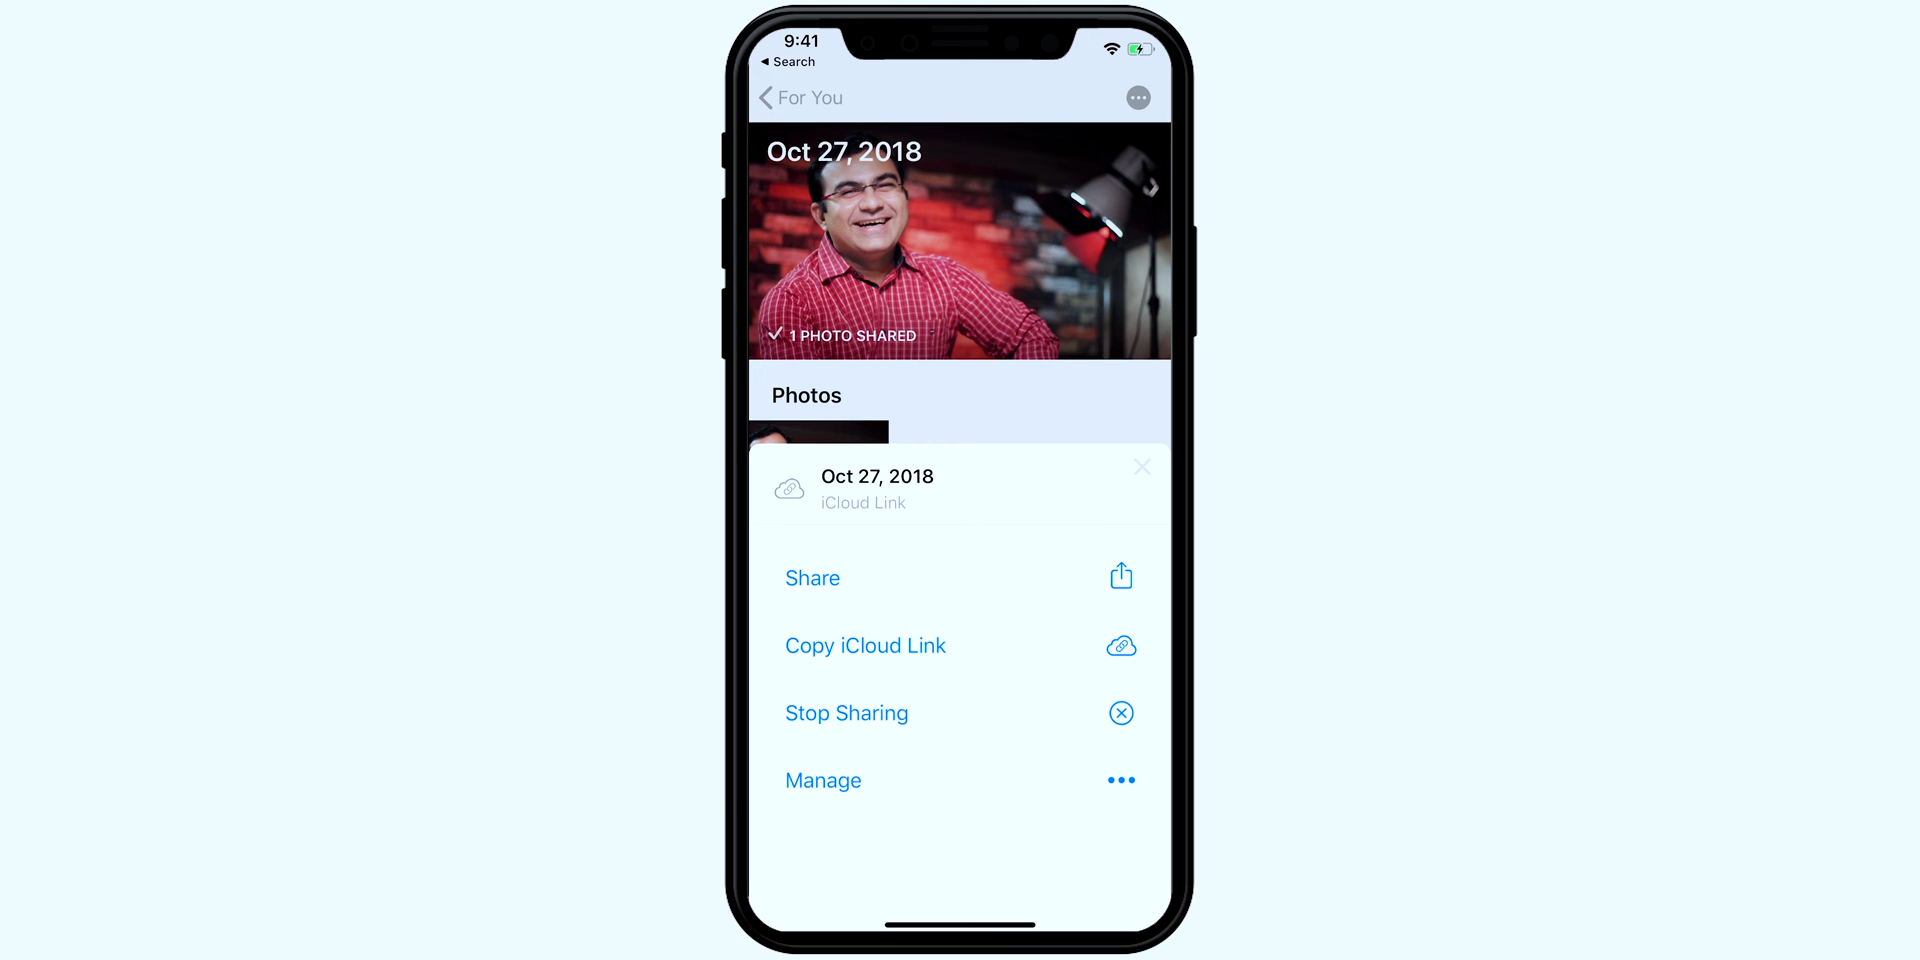 9:41
Search
For You
Oct 27, 2018
1 PHOTO SHARED
Photos
Oct 27, 2018
iCloud Link
Share
Copy iCloud Link
Stop Sharing
Manage